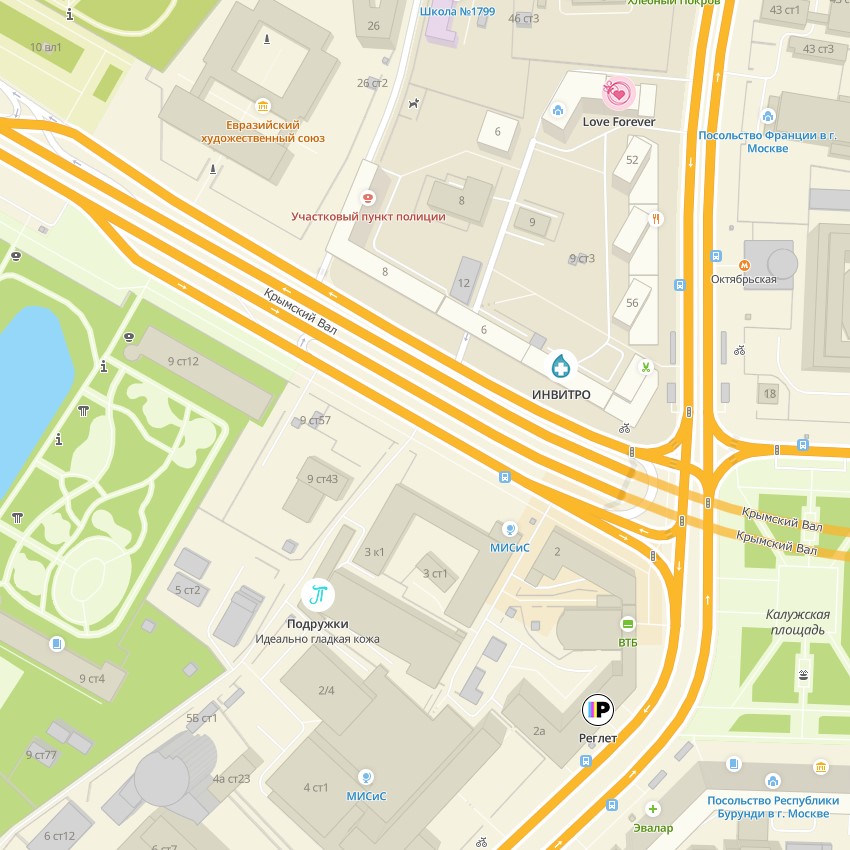 Школа №1799
Хлебный Покров
46 ст3
43 ст1
26
10 вл1
43 ст3
26 ст2
Love Forever
Евразийский
художественный союз
6
Посольство Франции в г.
Москве
52
8
Участковый пункт полиции
9
9 ст3
8
Октябрьская
12
56
Крымский Вал
6
9 ст12
ИНВИТРО
18
9 ст57
9 ст43
Крымский Вал
Крымский Вал
МИСиС
3 к1
2
3 ст1
5 ст2
Подружки
Идеально гладкая кожа
Калужская
площадь
ВТБ
9 ст4
2/4
5Б ст1
P
2а
Реглет
9 ст77
4а ст23
4 ст1
МИСиС
Посольство Республики
Бурунди в г. Москве
6 ст12
Эвалар
6 ст7